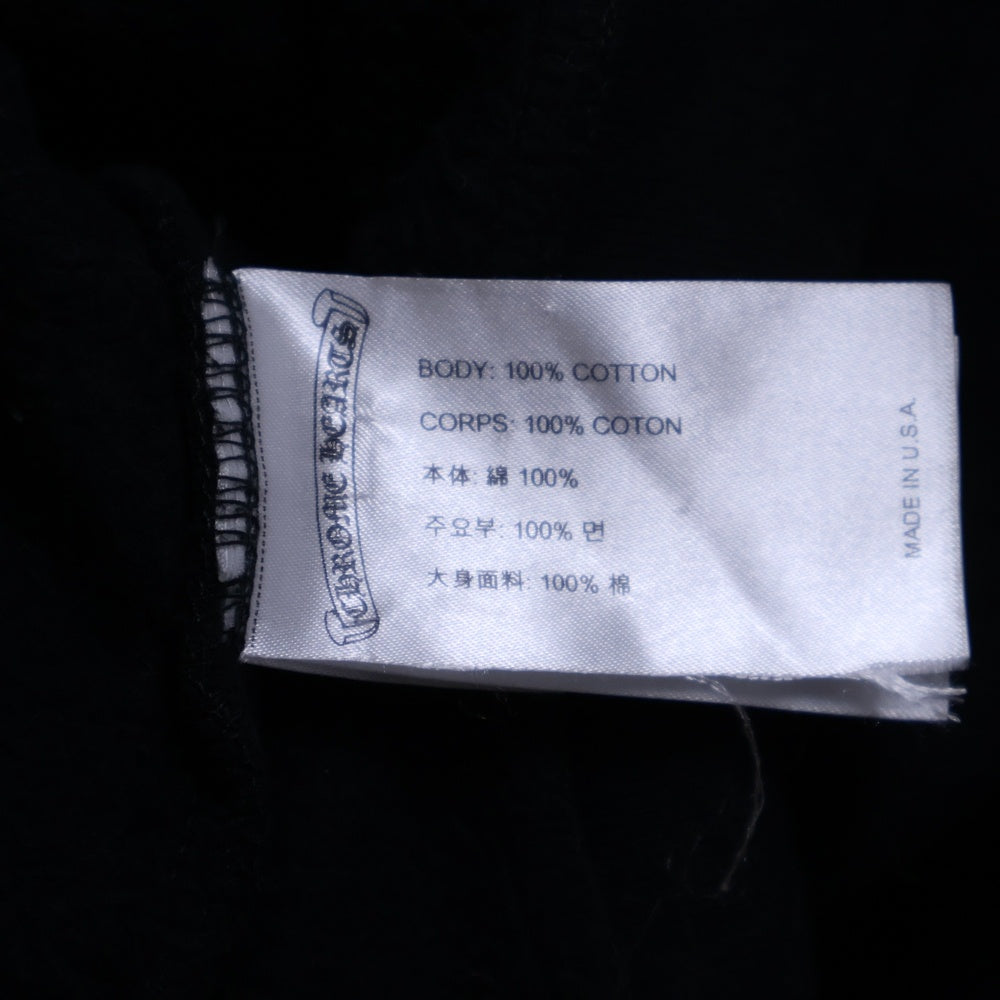 CHROME HEARTS
BODY: 100% COTTON
CORPS: 100% COTON
本体: 綿 100%
주요부: 100% 면
大身面料: 100% 棉
MADE IN U.S.A.